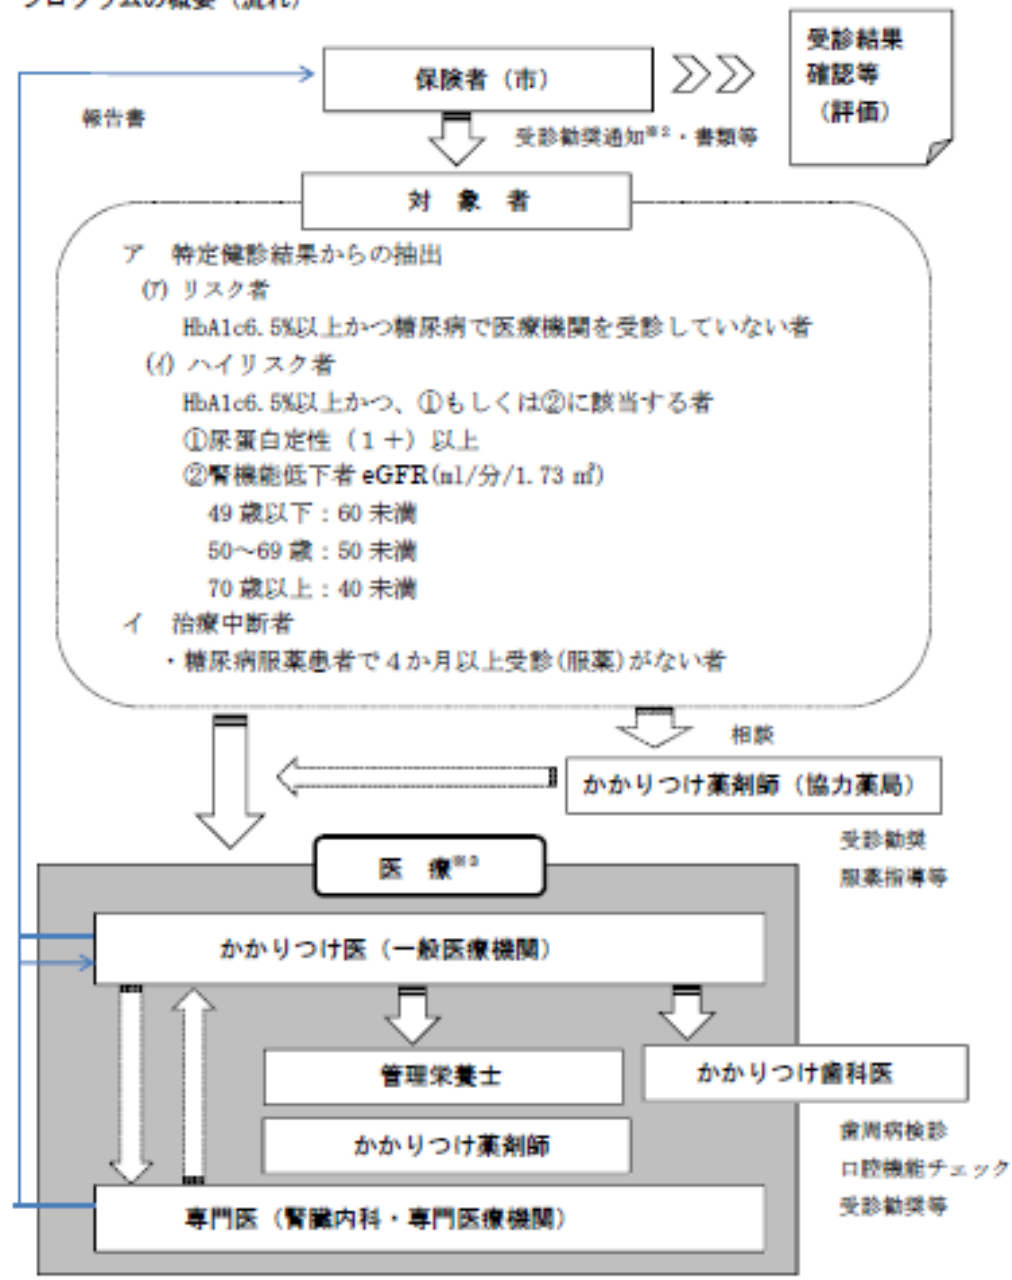 プログラムの概要（流れ）
保険者（市）
受診結果
確認等
（評価）
報告書
受診勧奨通知※2・書類等
対　象　者
ア　特定健診結果からの抽出
(ｱ) リスク者
HbA1c6.5%以上かつ糖尿病で医療機関を受診していない者
(ｲ) ハイリスク者
HbA1c6.5%以上かつ、①もしくは②に該当する者
①尿蛋白定性（１＋）以上
②腎機能低下者 eGFR(ml/分/1.73 ㎡)
49 歳以下：60 未満
50～69 歳：50 未満
70 歳以上：40 未満
イ　治療中断者
・糖尿病服薬患者で４か月以上受診(服薬)がない者
相談
かかりつけ薬剤師（協力薬局）
受診勧奨
服薬指導等
医　療※3
かかりつけ医（一般医療機関）
管理栄養士
かかりつけ歯科医
かかりつけ薬剤師
歯周病検診
口腔機能チェック
受診勧奨等
専門医（腎臓内科・専門医療機関）